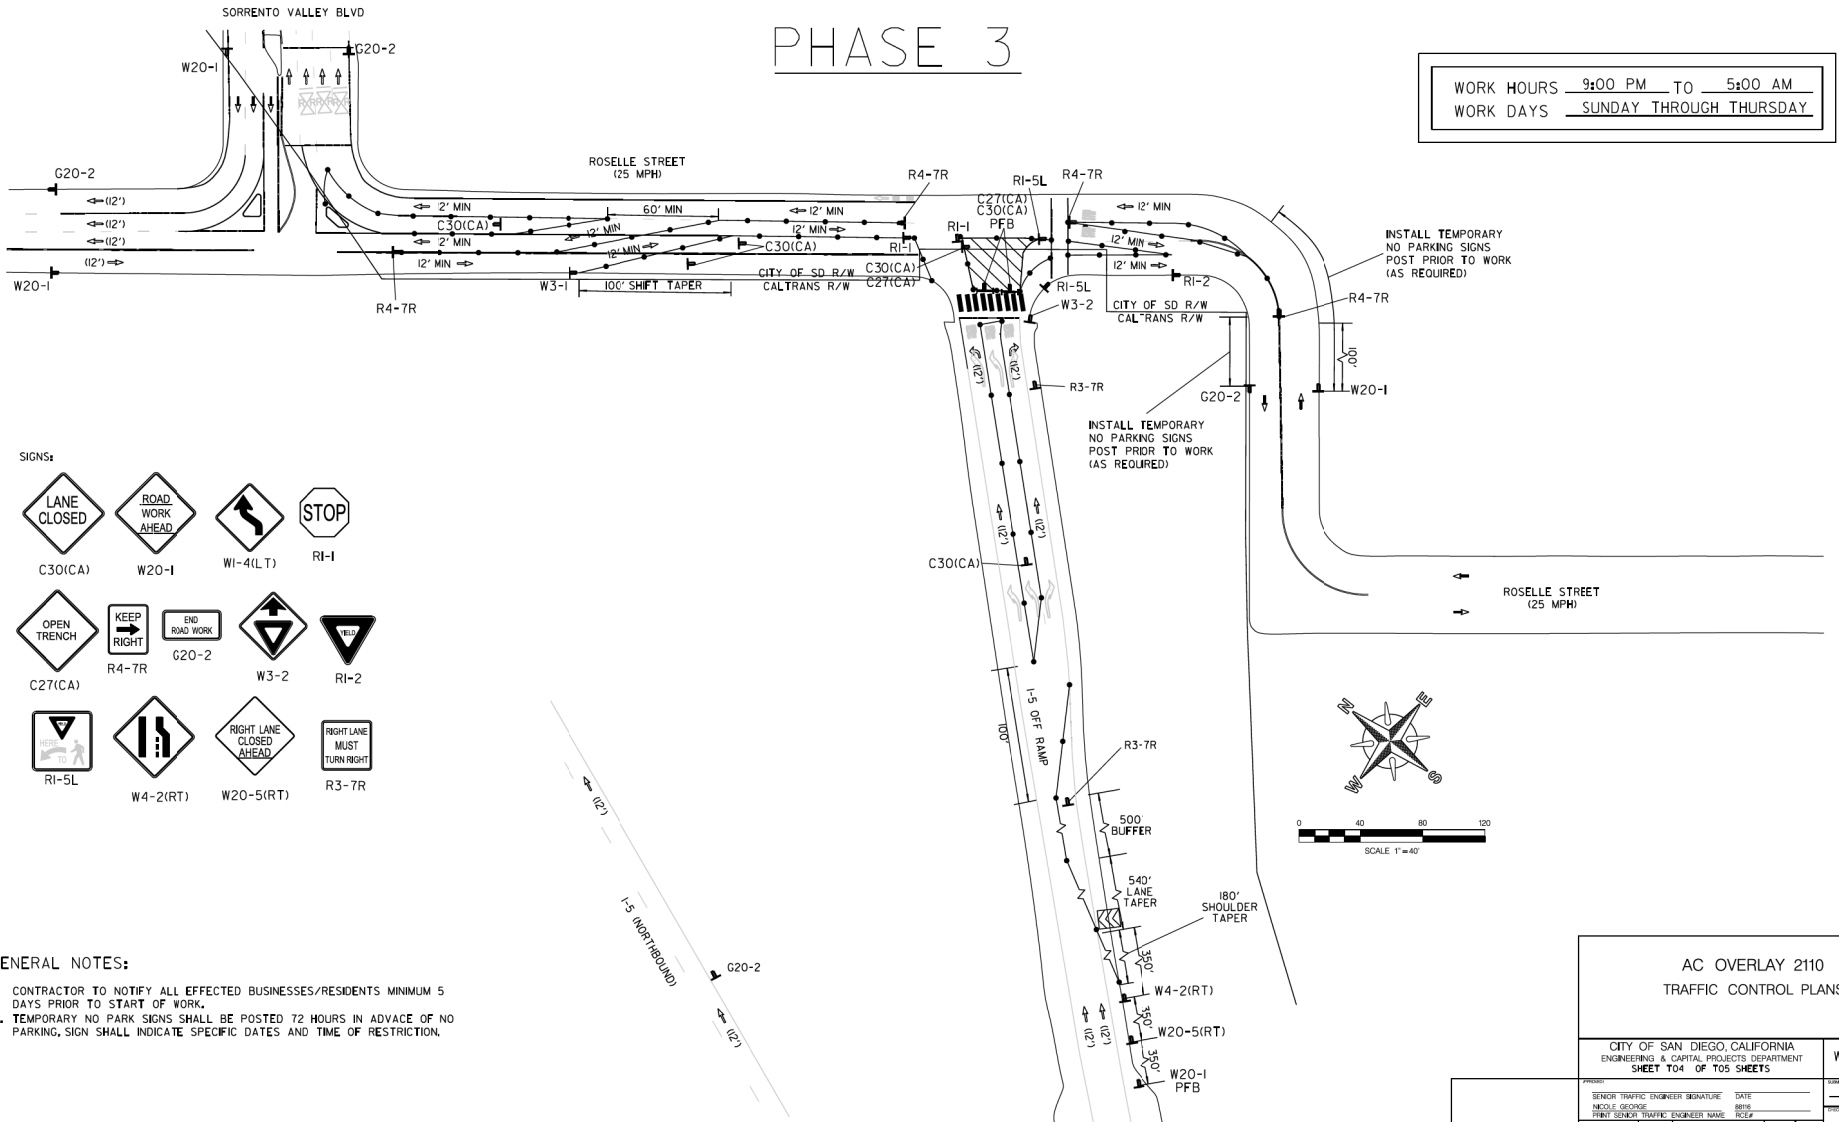 SORRENTO VALLEY BLVD
PHASE 3
G20-2
W20-1
WORK HOURS 9:00 PM TO 5:00 AM
WORK DAYS SUNDAY THROUGH THURSDAY
G20-2
ROSELLE STREET
(25 MPH)
R4-7R
R1-5L
R4-7R
C27(CA)
C30(CA)
PFB
R1-1
(12')
(12')
(12')
(12')
12' MIN
60' MIN
12' MIN
12' MIN
C30(CA)
12' MIN
12' MIN
12' MIN
12' MIN
C30(CA)
R1-1
12' MIN
12' MIN
12' MIN
W20-1
R4-7R
W3-1
100' SHIFT TAPER
CITY OF SD R/W
CALTRANS R/W
C30(CA)
C27(CA)
R1-5L
W3-2
R1-2
CITY OF SD R/W
CALTRANS R/W
INSTALL TEMPORARY
NO PARKING SIGNS
POST PRIOR TO WORK
(AS REQUIRED)
R4-7R
100'
W20-1
G20-2
(12')
(12')
R3-7R
INSTALL TEMPORARY
NO PARKING SIGNS
POST PRIOR TO WORK
(AS REQUIRED)
SIGNS:
LANE
CLOSED
C30(CA)
ROAD
WORK
AHEAD
W20-1
W1-4(LT)
STOP
R1-1
OPEN
TRENCH
C27(CA)
KEEP
RIGHT
R4-7R
END
ROAD WORK
G20-2
W3-2
YIELD
R1-2
HERE
TO
R1-5L
W4-2(RT)
RIGHT LANE
CLOSED
AHEAD
W20-5(RT)
RIGHT LANE
MUST
TURN RIGHT
R3-7R
(12')
(12')
C30(CA)
ROSELLE STREET
(25 MPH)
100'
I-5 OFF RAMP
R3-7R
500'
BUFFER
540'
LANE
TAPER
180'
SHOULDER
TAPER
350'
W4-2(RT)
350'
W20-5(RT)
350'
W20-1
PFB
(12')
(12')
(12')
I-5 (NORTHBOUND)
G20-2
(12')
N
E
W
S
0 40 80 120
SCALE 1"=40'
ENERAL NOTES:
CONTRACTOR TO NOTIFY ALL EFFECTED BUSINESSES/RESIDENTS MINIMUM 5
DAYS PRIOR TO START OF WORK.
. TEMPORARY NO PARK SIGNS SHALL BE POSTED 72 HOURS IN ADVACE OF NO
PARKING, SIGN SHALL INDICATE SPECIFIC DATES AND TIME OF RESTRICTION,
AC OVERLAY 2110
TRAFFIC CONTROL PLANS
CITY OF SAN DIEGO, CALIFORNIA
ENGINEERING & CAPITAL PROJECTS DEPARTMENT
SHEET T04 OF T05 SHEETS
W
SENIOR TRAFFIC ENGINEER SIGNATURE DATE
NICOLE GEORGE 88116
PRINT SENIOR TRAFFIC ENGINEER NAME RCE#